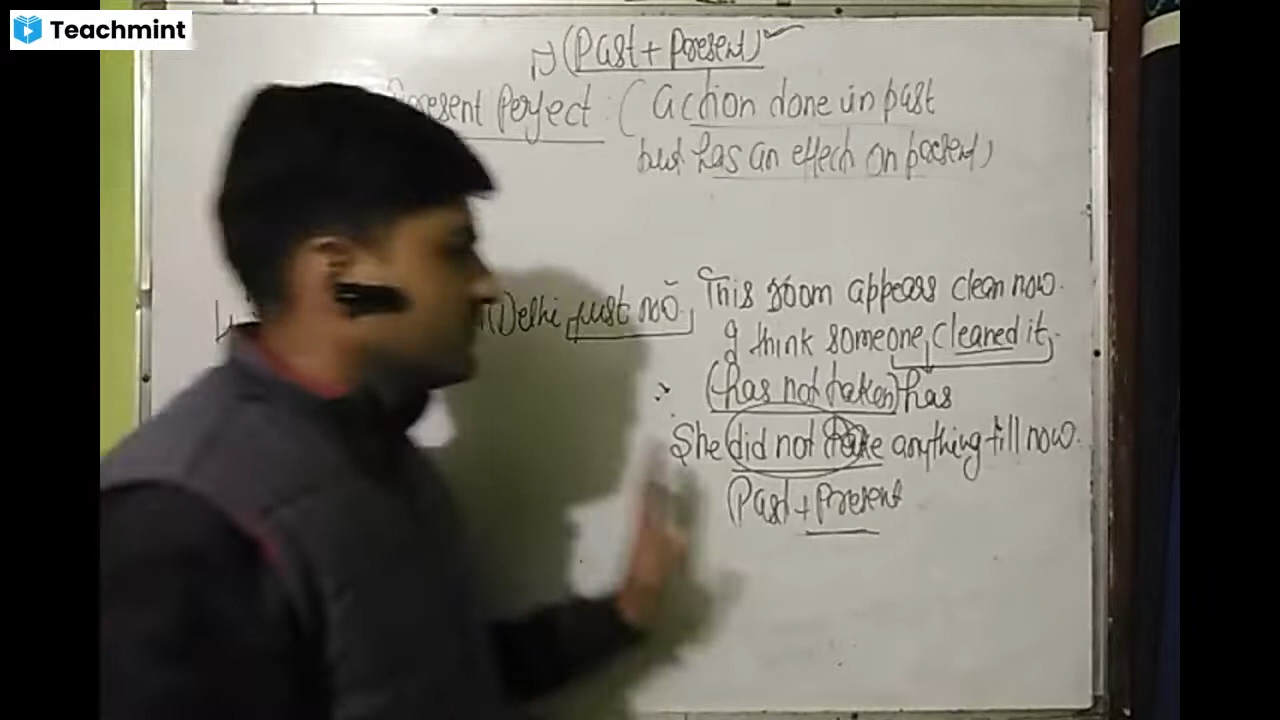 Teachmint
(Past + Present)
Present Perfect : (action done in past
but has an effect on present)
This room appears clean now.
Delhi just now.
I think someone cleaned it.
(has not taken) has
She did not take anything till now.
Past + Present